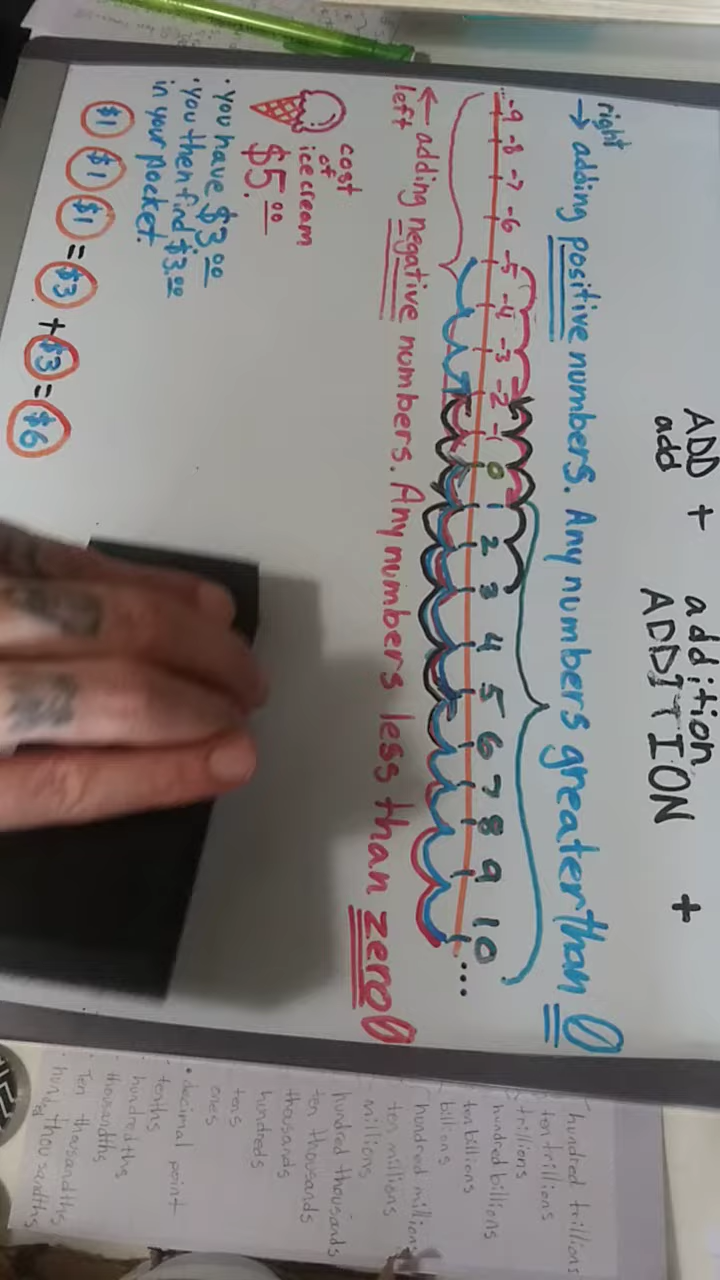 ADD + addition +
add ADDITION
right
→ adding positive numbers. Any numbers greater than 0
-9 -8 -7 -6 -5 -4 -3 -2 -1 0 1 2 3 4 5 6 7 8 9 10 ...
← adding negative numbers. Any numbers less than zero 0
left
cost
of
ice cream
$5.00
• you have $3.00
• you then find $3.00
in your pocket.
$1 $1 $1 = $3 + $3 = $6
hundred trillions
ten trillions
trillions
hundred billions
ten billions
billions
hundred millions
ten millions
millions
hundred thousands
ten thousands
thousands
hundreds
tens
ones
• decimal point
tenths
hundredths
thousandths
Ten thousandths